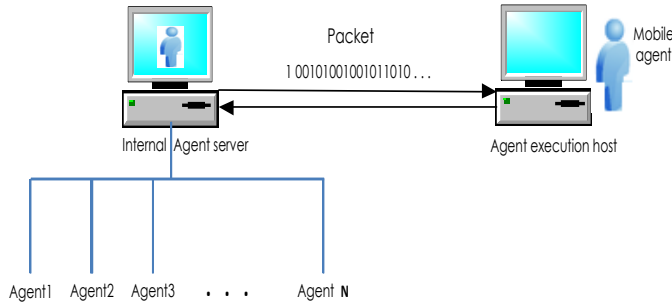 Packet
1 00101001001011010 . . .
Mobile
agent
Internal Agent server
Agent execution host
Agent1 Agent2 Agent3 . . . Agent N